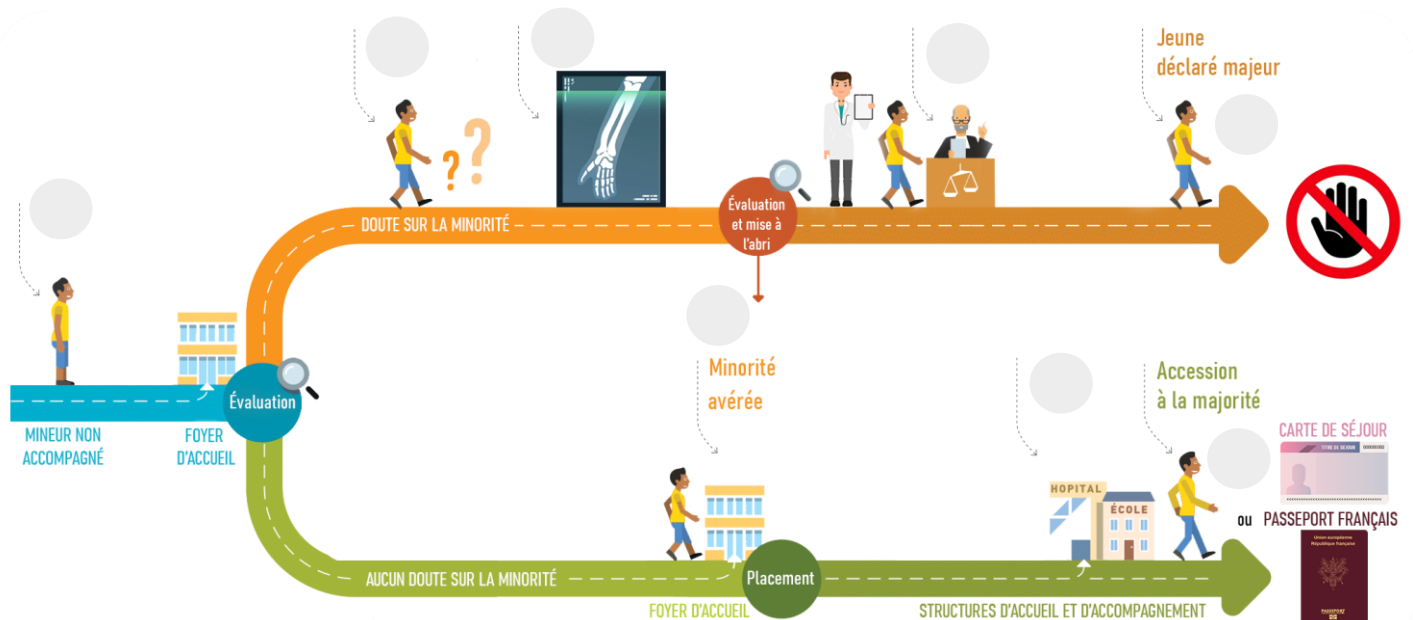 Jeune
déclaré majeur
? ?
Évaluation
et mise à
l'abri
DOUTE SUR LA MINORITÉ
Évaluation
MINEUR NON
ACCOMPAGNÉ
FOYER
D'ACCUEIL
Minorité
avérée
Accession
à la majorité
CARTE DE SÉJOUR
TITRE DE SÉJOUR
HOPITAL
ÉCOLE
ou PASSEPORT FRANÇAIS
Union européenne
République française
PASSEPORT
AUCUN DOUTE SUR LA MINORITÉ
Placement
FOYER D'ACCUEIL
STRUCTURES D'ACCUEIL ET D'ACCOMPAGNEMENT